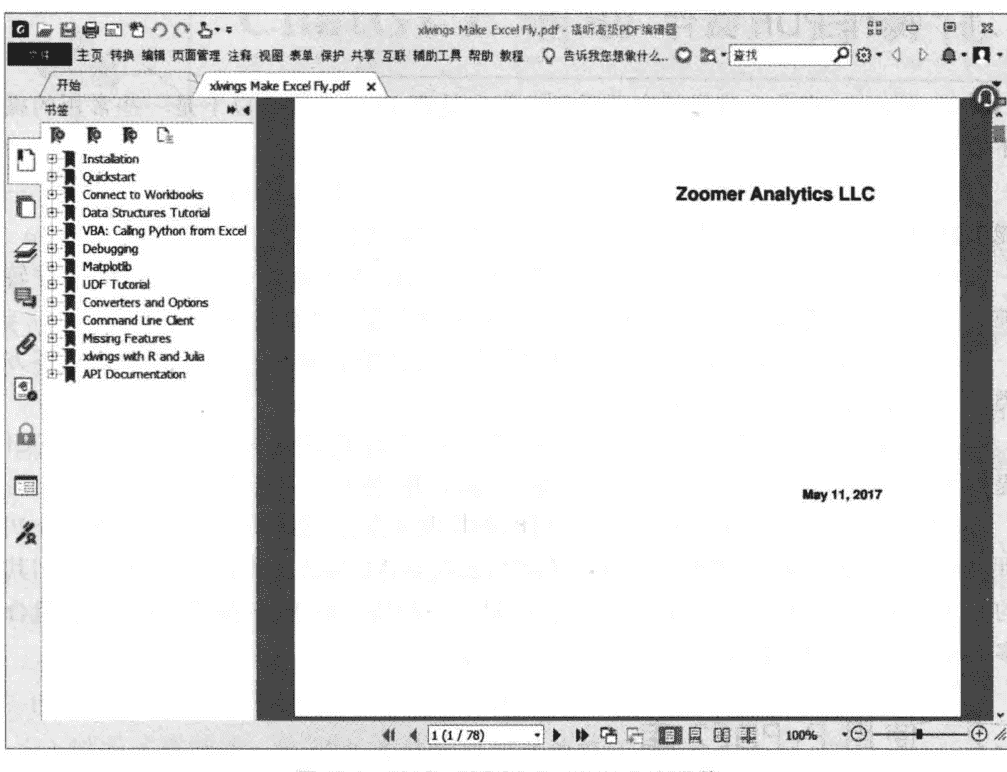 xlwings Make Excel Fly.pdf - 福昕高级PDF编辑器
文件 主页 转换 编辑 页面管理 注释 视图 表单 保护 共享 互联 辅助工具 帮助 教程 告诉我您想做什么.. 查找
开始 xlwings Make Excel Fly.pdf
书签
Installation
Quickstart
Connect to Workbooks
Data Structures Tutorial
VBA: Calling Python from Excel
Debugging
Matplotlib
UDF Tutorial
Converters and Options
Command Line Client
Missing Features
xlwings with R and Julia
API Documentation
Zoomer Analytics LLC
May 11, 2017
1 (1 / 78) 100%